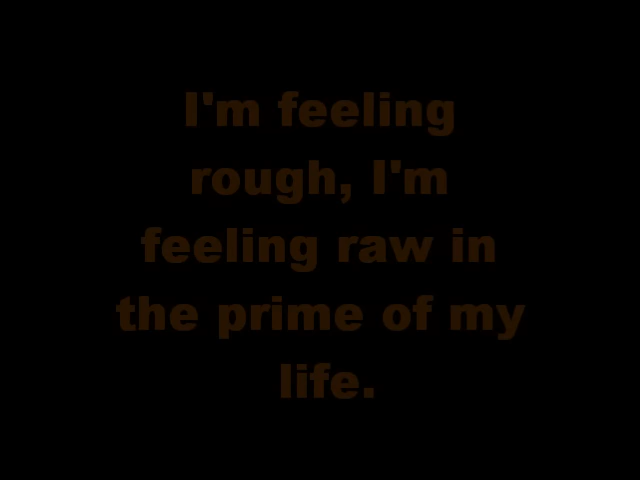 I'm feeling
rough, I'm
feeling raw in
the prime of my
life.